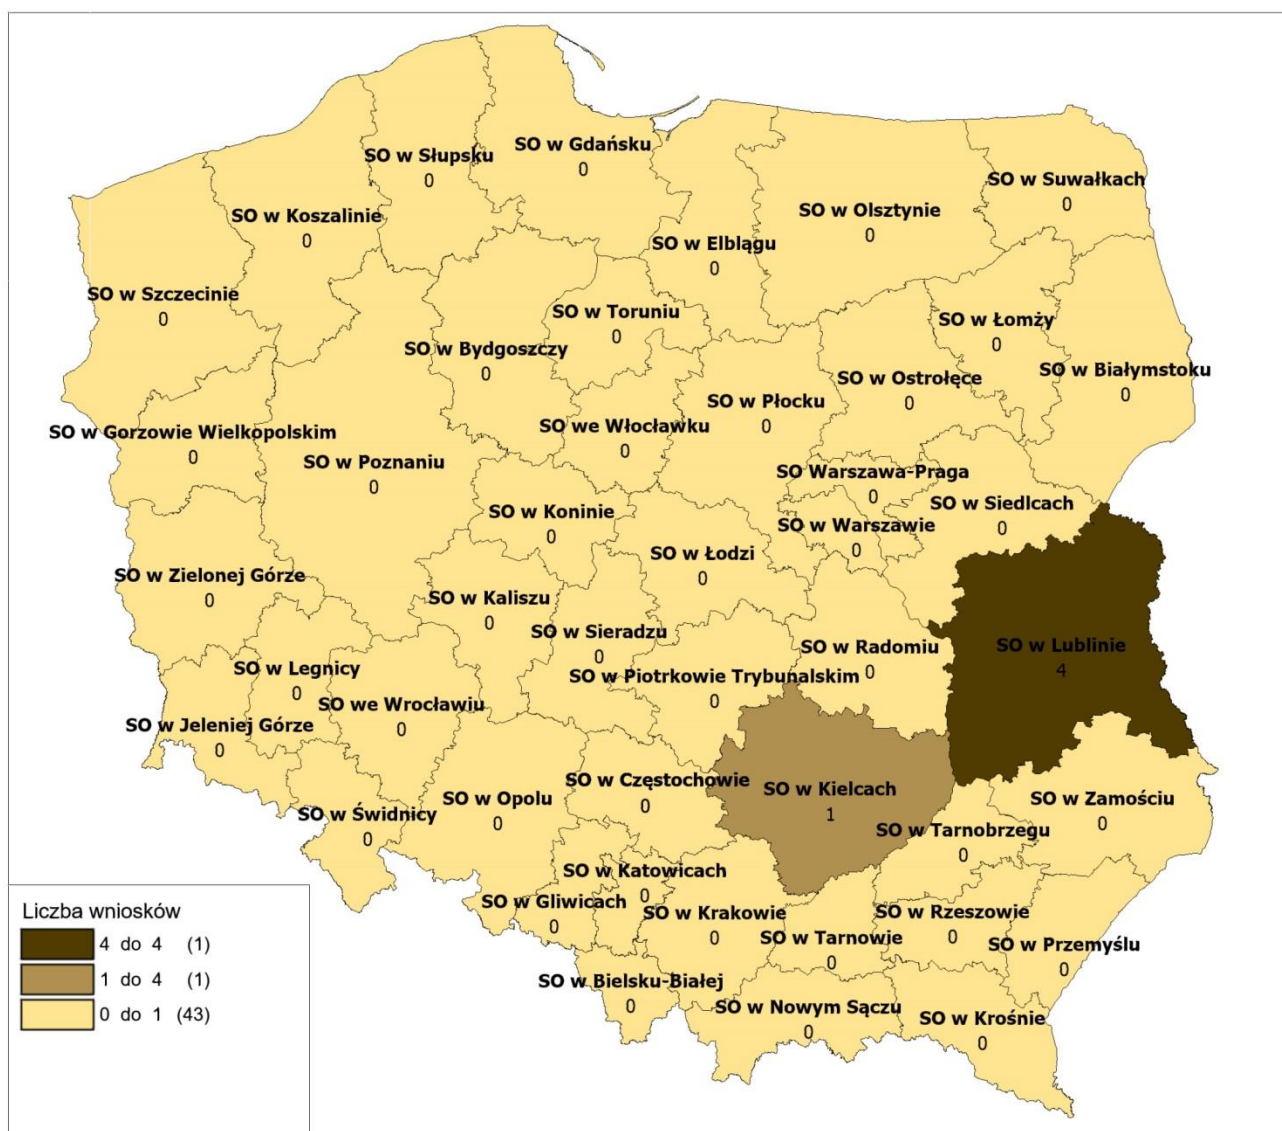 SO w Gdańsku
0
SO w Słupsku
0
SO w Suwałkach
0
SO w Olsztynie
0
SO w Koszalinie
0
SO w Elblągu
0
SO w Szczecinie
0
SO w Toruniu
0
SO w Łomży
0
SO w Bydgoszczy
0
SO w Białymstoku
0
SO w Ostrołęce
0
SO w Płocku
0
SO we Włocławku
0
SO w Gorzowie Wielkopolskim
0
SO w Poznaniu
0
SO Warszawa-Praga
0
SO w Siedlcach
0
SO w Koninie
0
SO w Warszawie
0
SO w Łodzi
0
SO w Zielonej Górze
0
SO w Kaliszu
0
SO w Sieradzu
0
SO w Radomiu
0
SO w Lublinie
4
SO w Legnicy
0
SO w Piotrkowie Trybunalskim
0
SO we Wrocławiu
0
SO w Jeleniej Górze
0
SO w Częstochowie
0
SO w Kielcach
1
SO w Opolu
0
SO w Zamościu
0
SO w Świdnicy
0
SO w Tarnobrzegu
0
SO w Katowicach
0
SO w Gliwicach
0
SO w Krakowie
0
SO w Rzeszowie
0
SO w Tarnowie
0
SO w Przemyślu
0
SO w Bielsku-Białej
0
SO w Nowym Sączu
0
SO w Krośnie
0
Liczba wniosków
4 do 4 (1)
1 do 4 (1)
0 do 1 (43)